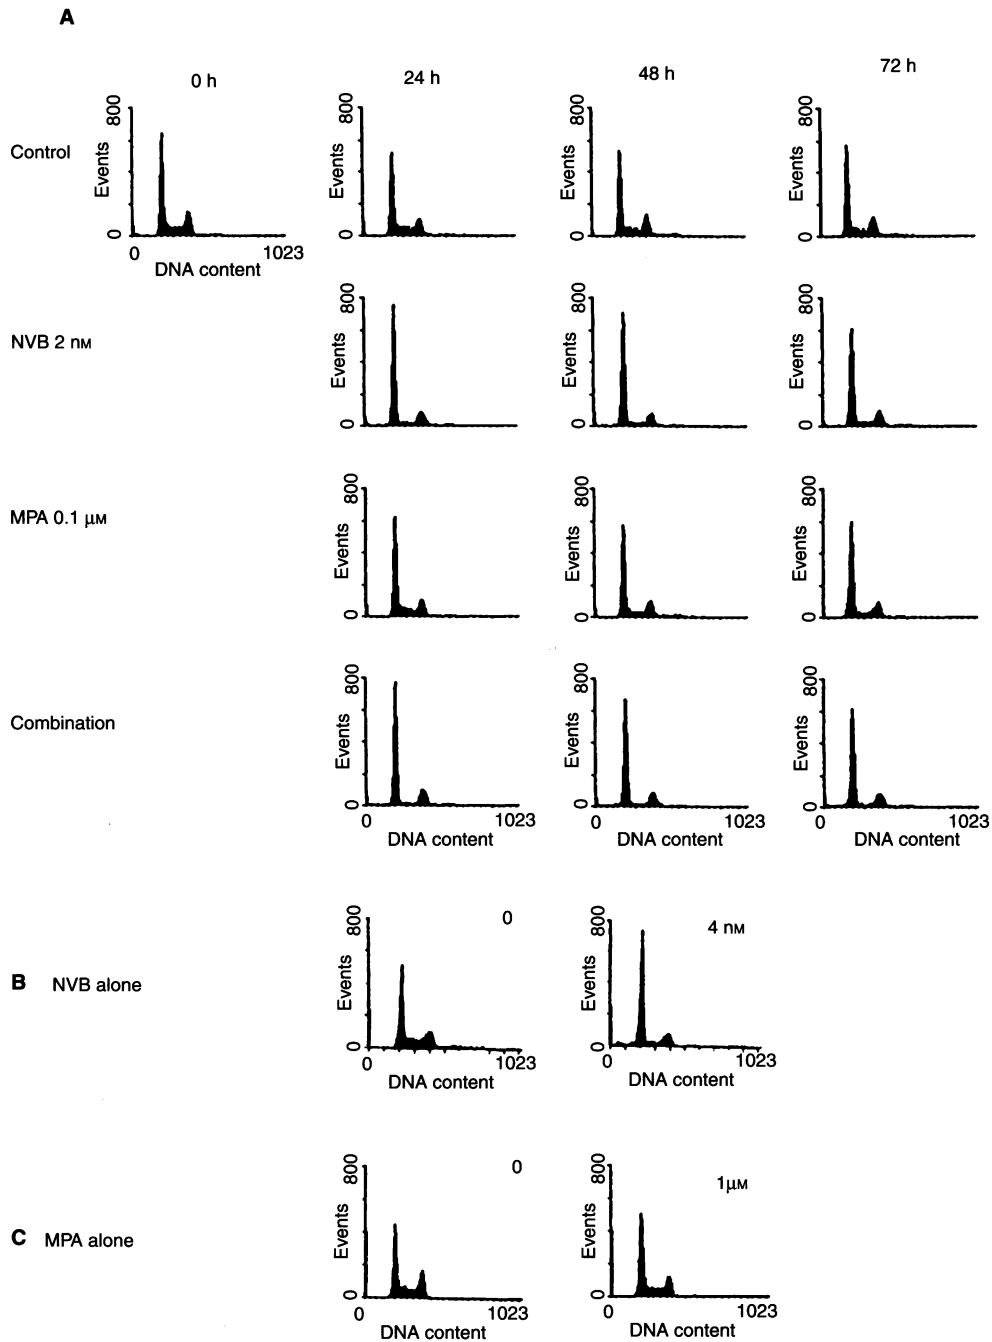 A
0 h
24 h
48 h
72 h
Control
800
Events
0
0
1023
DNA content
800
Events
0
800
Events
0
800
Events
0
NVB 2 nM
800
Events
0
800
Events
0
800
Events
0
MPA 0.1 μM
800
Events
0
800
Events
0
800
Events
0
Combination
800
Events
0
0
1023
DNA content
800
Events
0
0
1023
DNA content
800
Events
0
0
1023
DNA content
B
NVB alone
0
800
Events
0
0
1023
DNA content
4 nM
800
Events
0
0
1023
DNA content
C
MPA alone
0
800
Events
0
0
1023
DNA content
1μM
800
Events
0
0
1023
DNA content